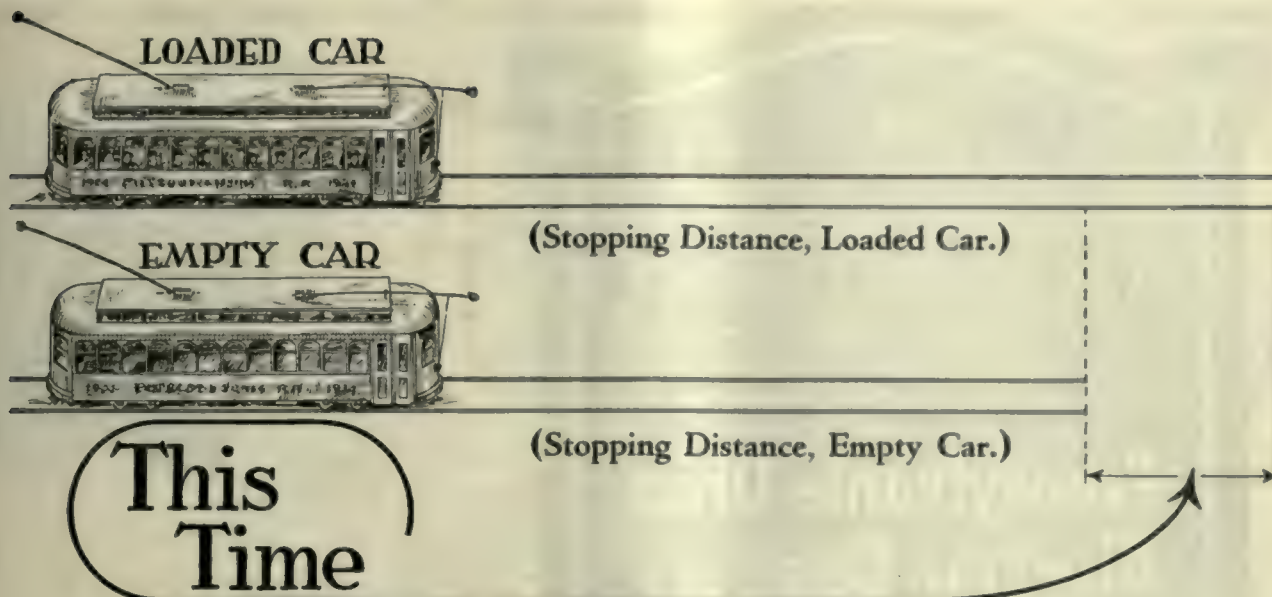 LOADED CAR
(Stopping Distance, Loaded Car.)
EMPTY CAR
(Stopping Distance, Empty Car.)
This
Time